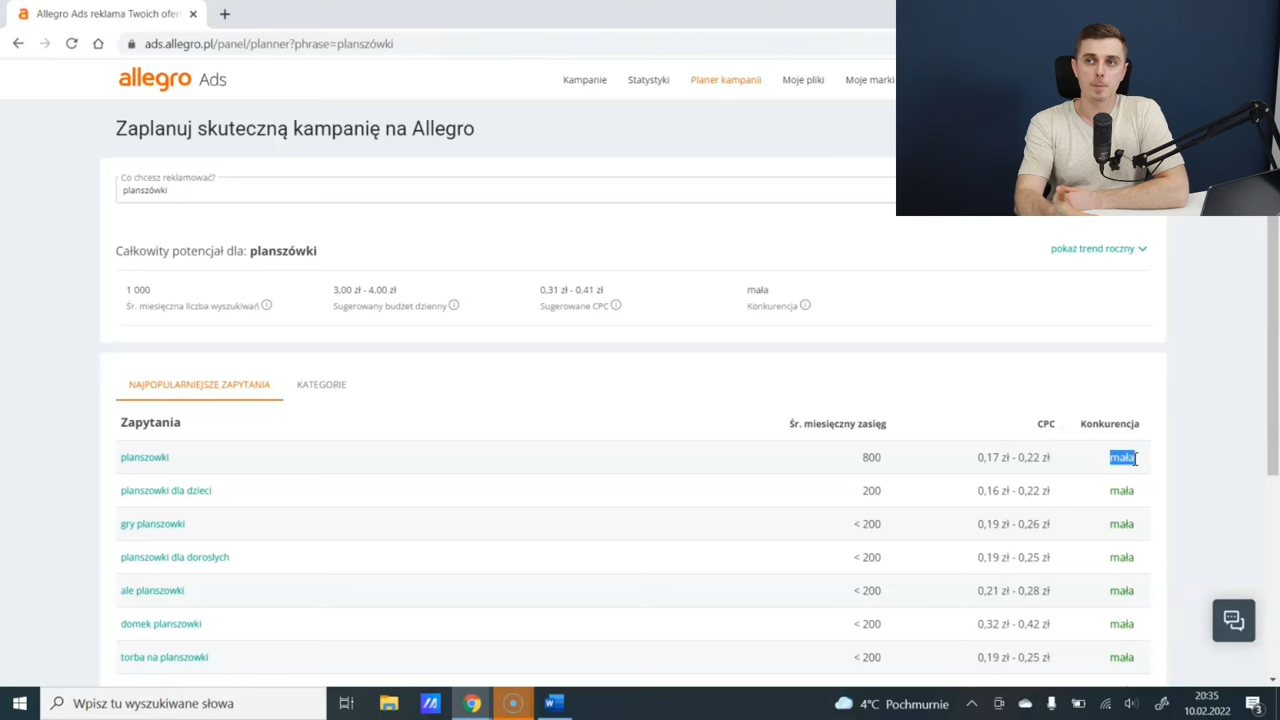 Allegro Ads reklama Twoich ofert
ads.allegro.pl/panel/planner?phrase=planszówki
allegro Ads
Kampanie Statystyki Planer kampanii Moje pliki Moje marki
Zaplanuj skuteczną kampanię na Allegro
Co chcesz reklamować?
planszówki
Całkowity potencjał dla: planszówki
pokaż trend roczny
1 000 3,00 zł - 4,00 zł 0,31 zł - 0,41 zł mała
Śr. miesięczna liczba wyszukiwań Sugerowany budżet dzienny Sugerowane CPC Konkurencja
NAJPOPULARNIEJSZE ZAPYTANIA KATEGORIE
Zapytania Śr. miesięczny zasięg CPC Konkurencja
planszowki 800 0,17 zł - 0,22 zł mała
planszowki dla dzieci 200 0,16 zł - 0,22 zł mała
gry planszowki < 200 0,19 zł - 0,26 zł mała
planszowki dla doroslych < 200 0,19 zł - 0,25 zł mała
ale planszowki < 200 0,21 zł - 0,28 zł mała
domek planszowki < 200 0,32 zł - 0,42 zł mała
torba na planszowki < 200 0,19 zł - 0,25 zł mała
Wpisz tu wyszukiwane słowa
4°C Pochmurnie
20:35
10.02.2022
3